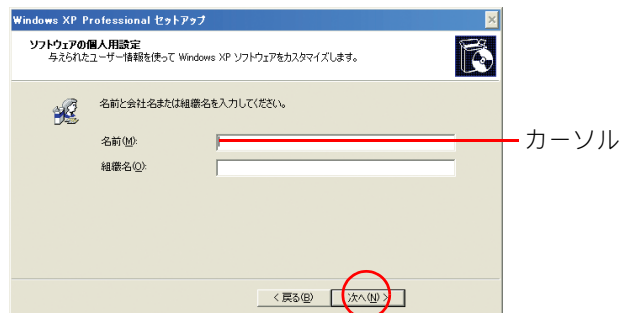 Windows XP Professional セットアップ
ソフトウェアの個人用設定
与えられたユーザー情報を使って Windows XP ソフトウェアをカスタマイズします。
名前と会社名または組織名を入力してください。
名前(M):
カーソル
組織名(O):
< 戻る(B)
次へ(N) >